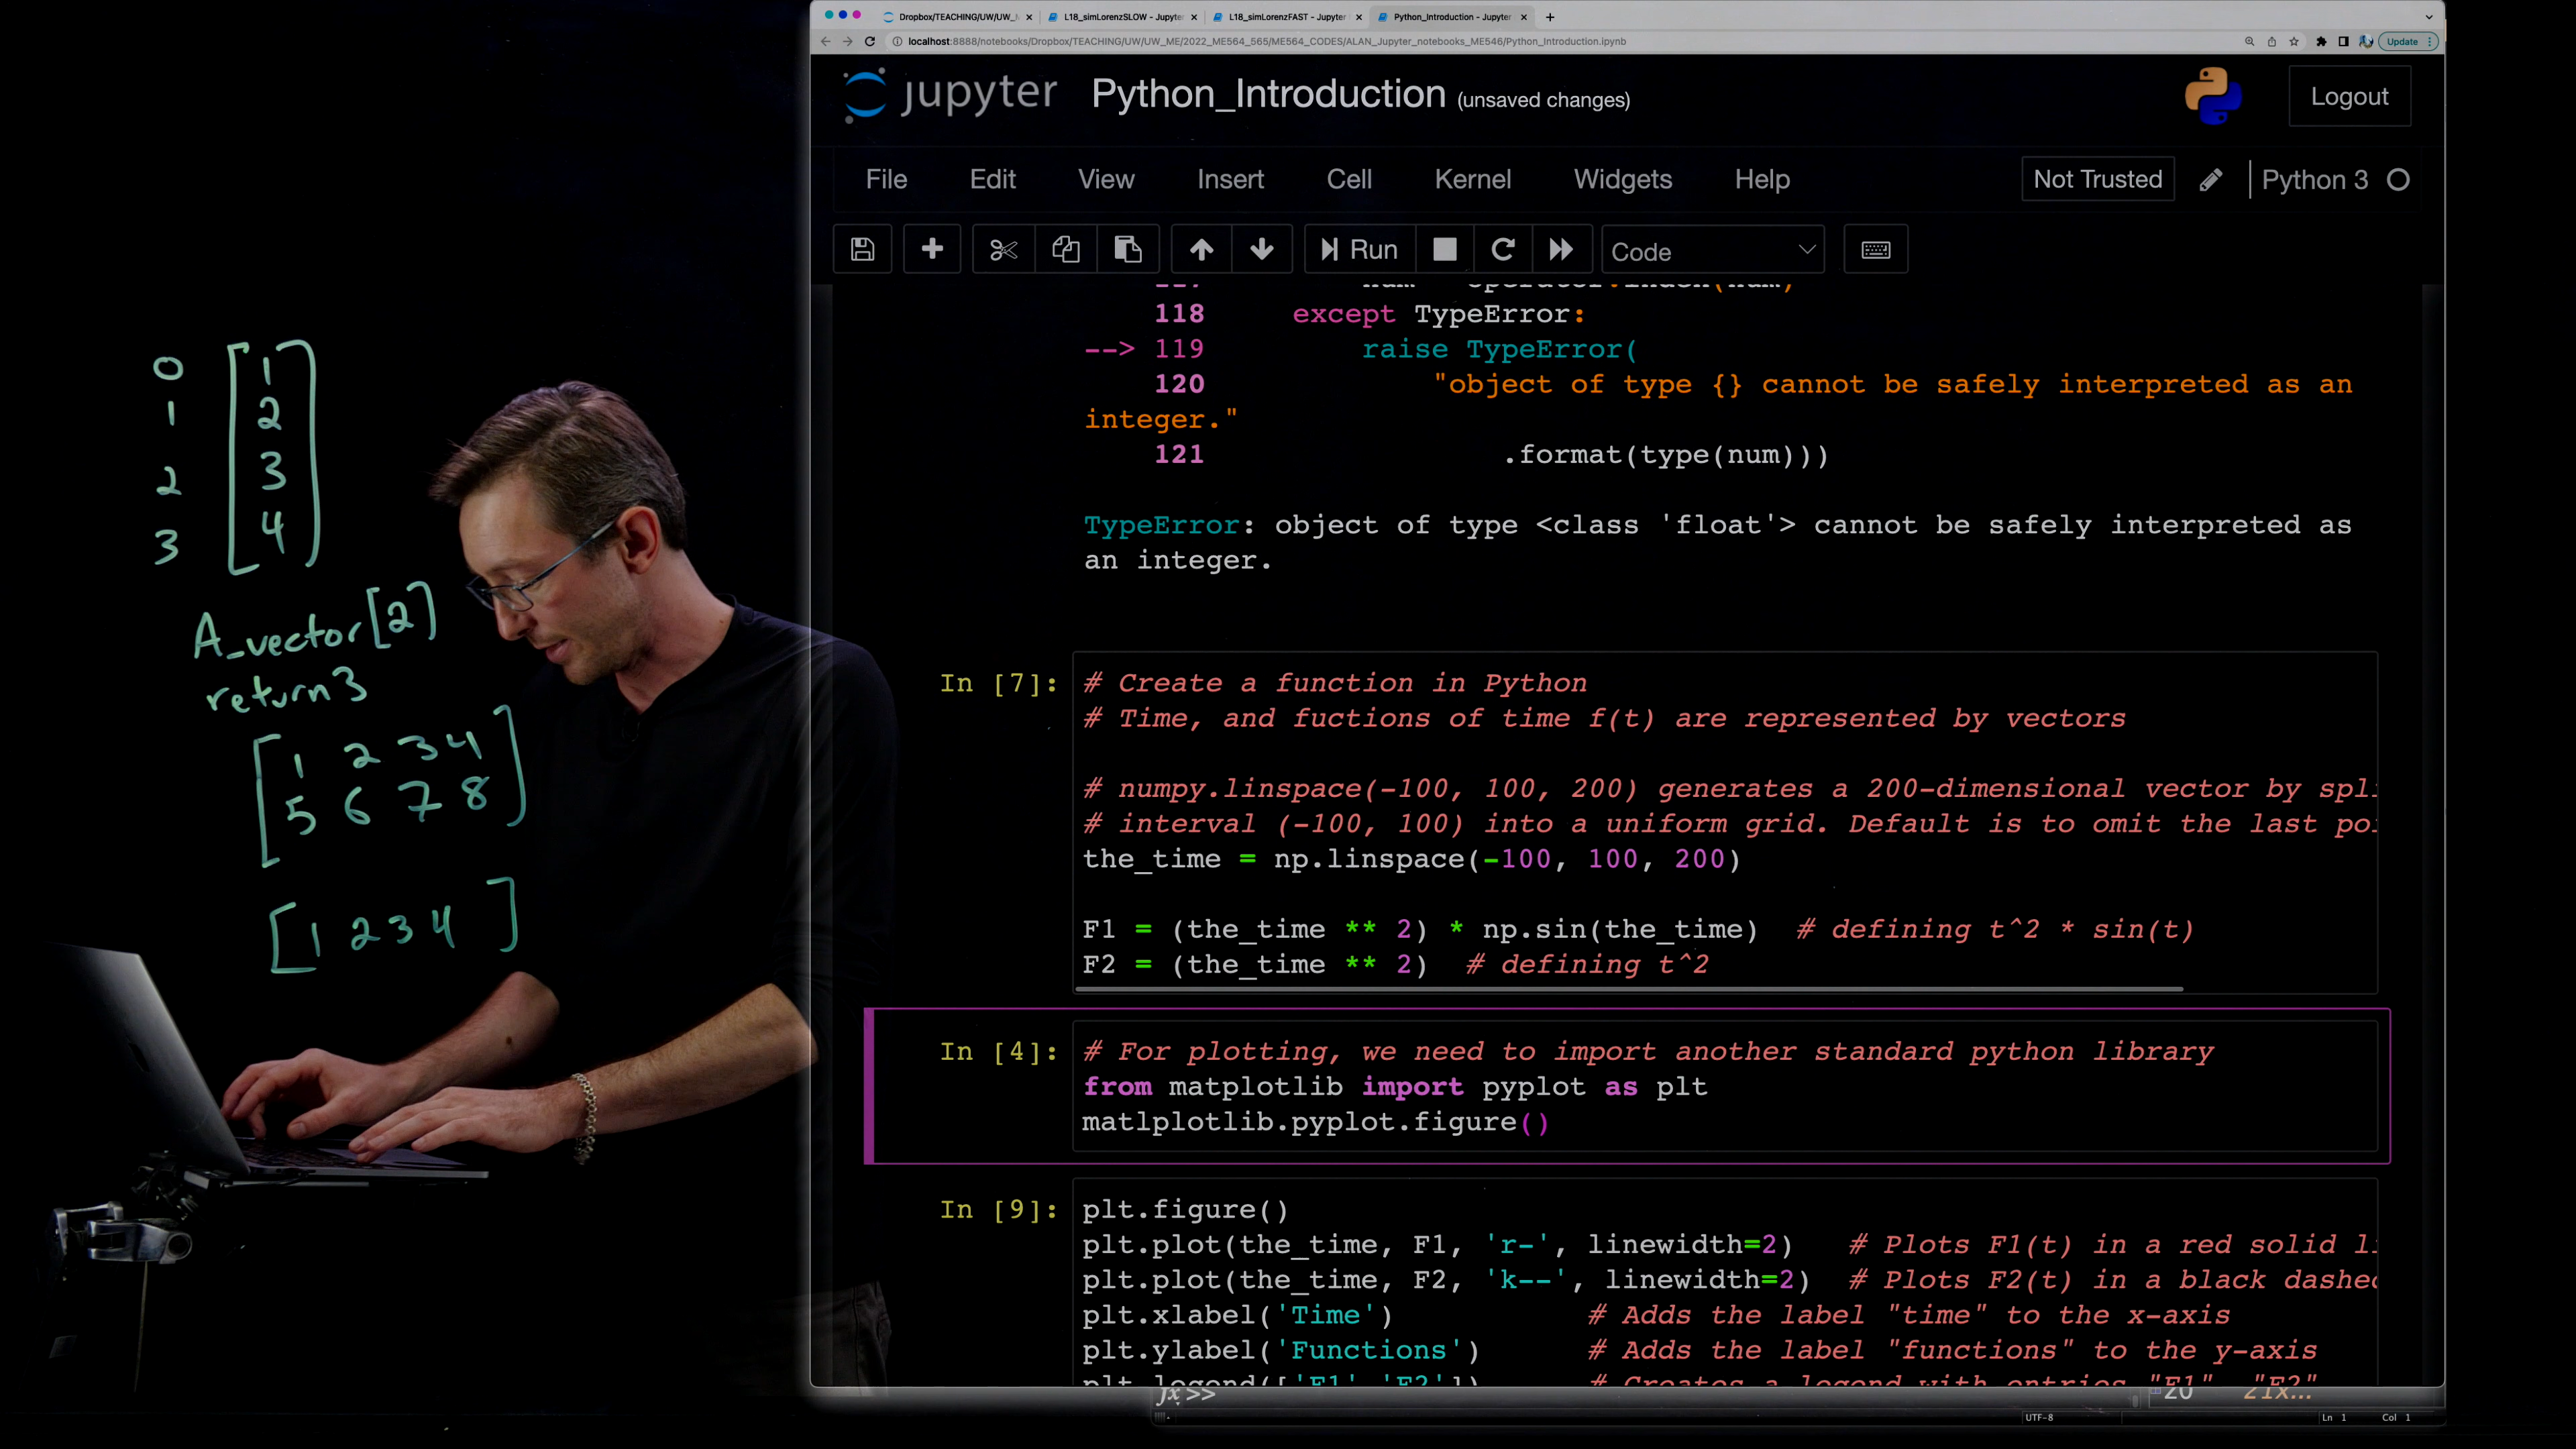 Dropbox/TEACHING/UW/UW_
L18_simLorenzSLOW - Jupyter
L18_simLorenzFAST - Jupyter
Python_Introduction - Jupyter
localhost:8888/notebooks/Dropbox/TEACHING/UW/UW_ME/2022_ME564_565/ME564_CODES/ALAN_Jupyter_notebooks_ME546/Python_Introduction.ipynb
Update
jupyter Python_Introduction (unsaved changes)
Logout
File Edit View Insert Cell Kernel Widgets Help
Not Trusted
Python 3
Run
Code
118 except TypeError:
--> 119 raise TypeError(
120 "object of type {} cannot be safely interpreted as an
integer."
121 .format(type(num)))
TypeError: object of type <class 'float'> cannot be safely interpreted as
an integer.
In [7]:
# Create a function in Python
# Time, and fuctions of time f(t) are represented by vectors
# numpy.linspace(-100, 100, 200) generates a 200-dimensional vector by
# interval (-100, 100) into a uniform grid. Default is to omit the last
the_time = np.linspace(-100, 100, 200)
F1 = (the_time ** 2) * np.sin(the_time) # defining t^2 * sin(t)
F2 = (the_time ** 2) # defining t^2
In [4]:
# For plotting, we need to import another standard python library
from matplotlib import pyplot as plt
matlplotlib.pyplot.figure()
In [9]:
plt.figure()
plt.plot(the_time, F1, 'r-', linewidth=2) # Plots F1(t) in a red solid
plt.plot(the_time, F2, 'k--', linewidth=2) # Plots F2(t) in a black dashed
plt.xlabel('Time') # Adds the label "time" to the x-axis
plt.ylabel('Functions') # Adds the label "functions" to the y-axis
plt.legend(['F1' 'F2']) # Creates a legend with entries "F1" "F2"
fx >>
20 21x...
UTF-8
Ln 1 Col 1
0 [1]
1 2
2 3
3 4
A_vector[2]
return 3
[1 2 3 4]
5 6 7 8
[1 2 3 4]